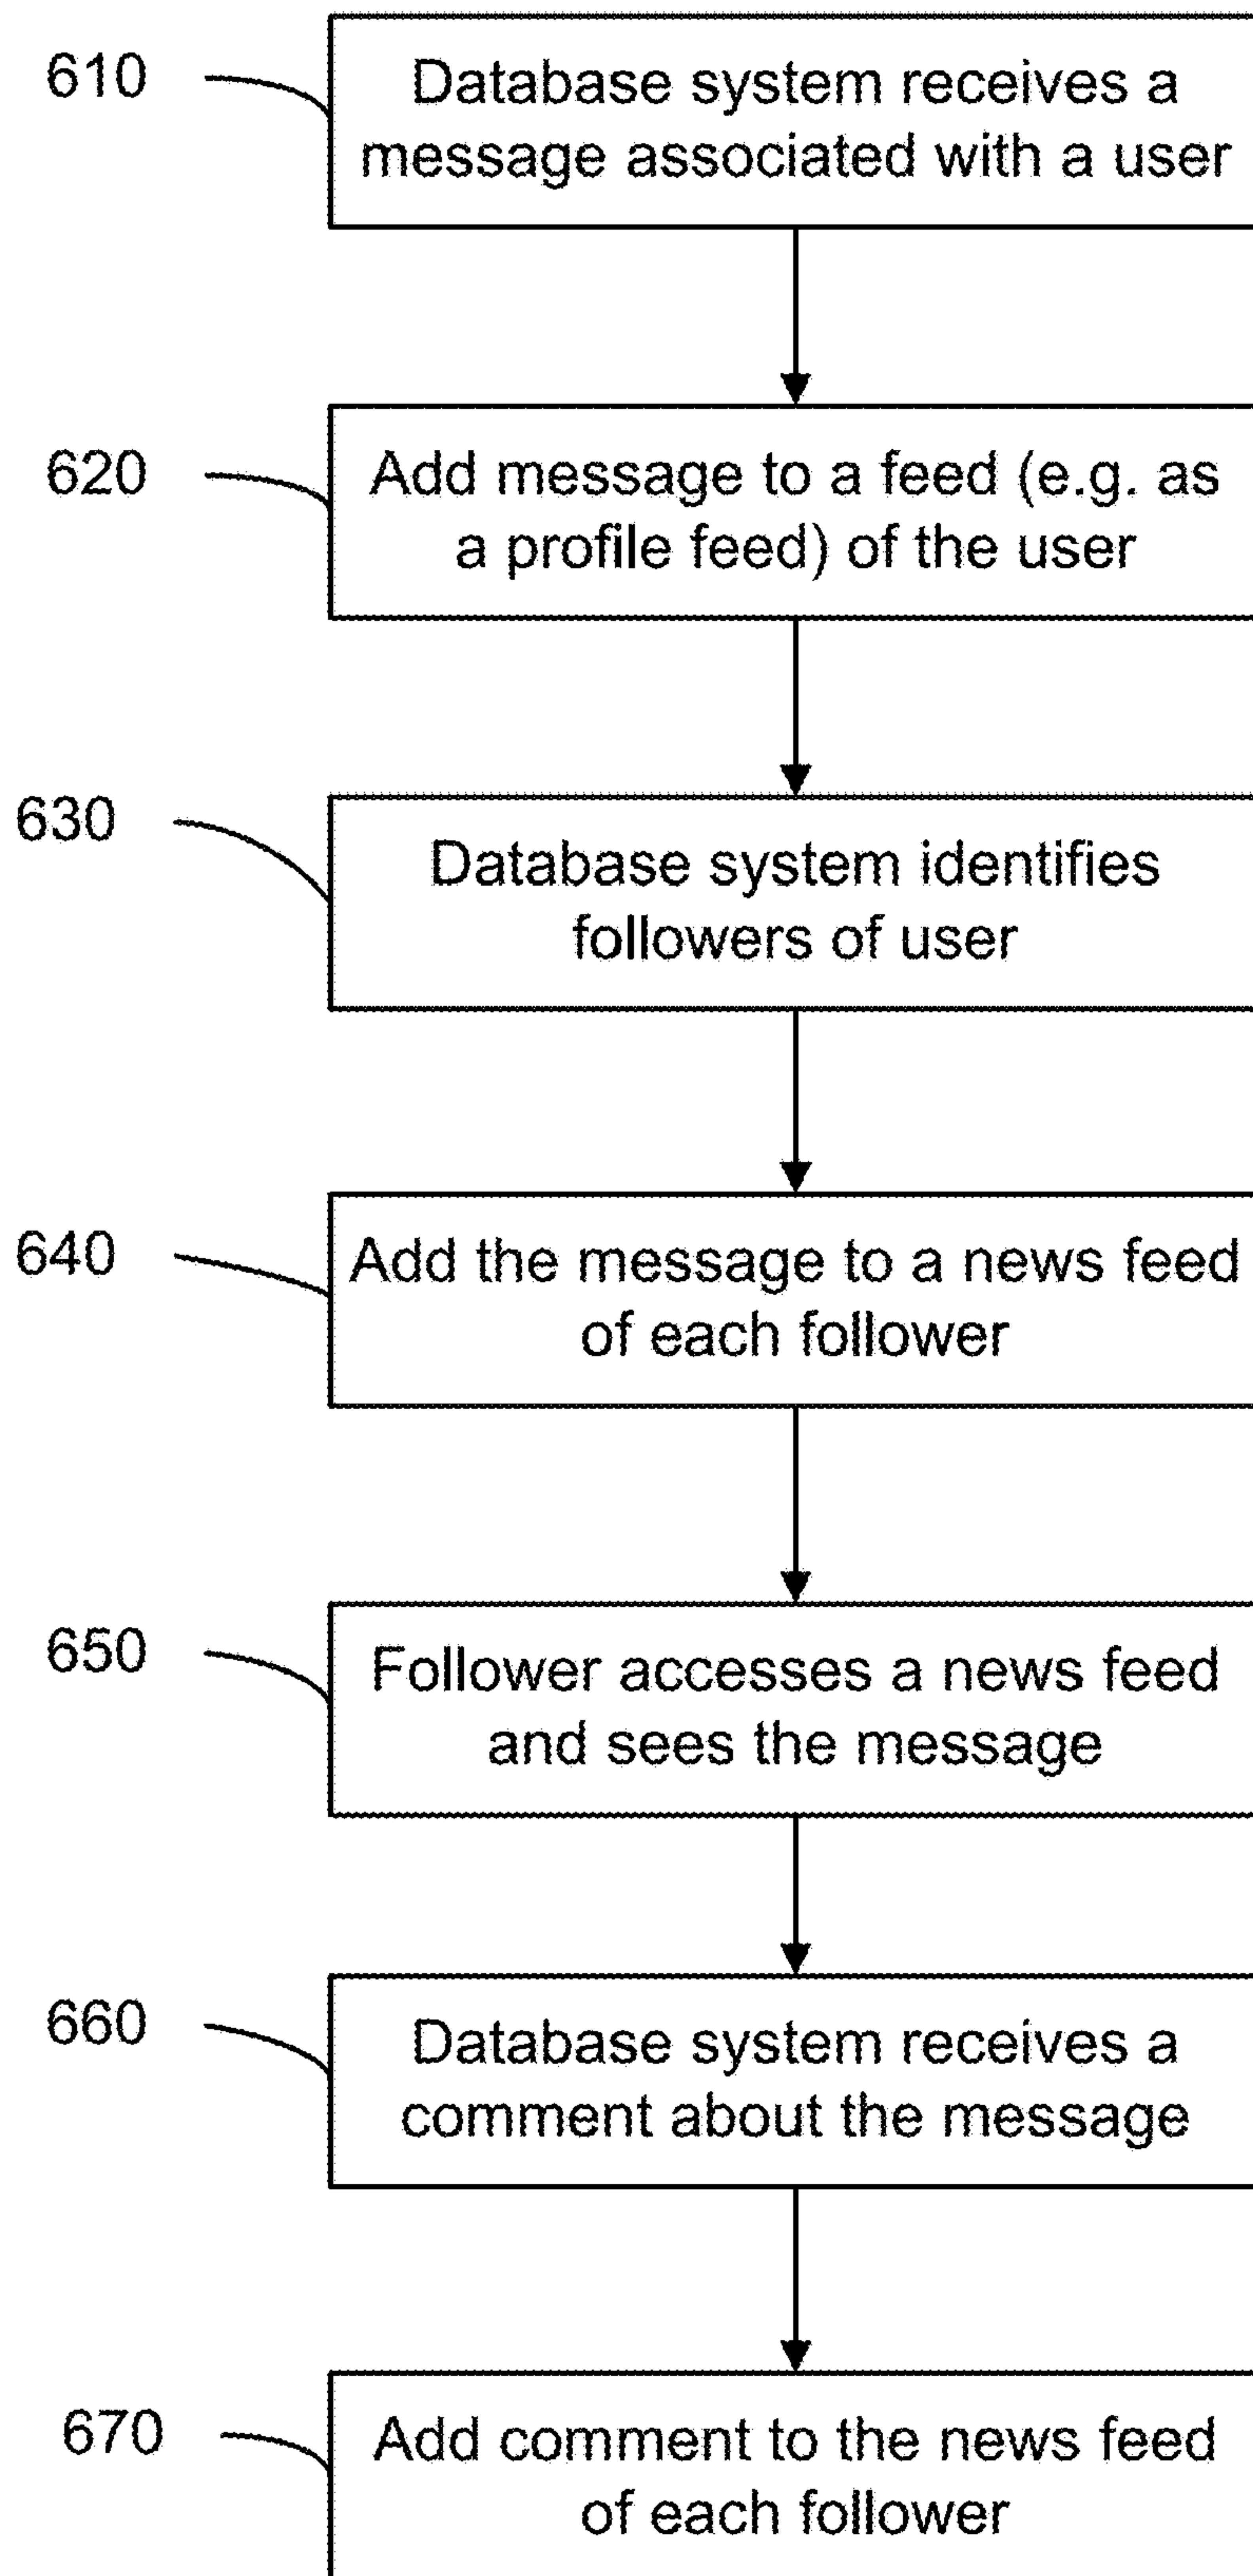 610
Database system receives a
message associated with a user
620
Add message to a feed (e.g. as
a profile feed) of the user
630
Database system identifies
followers of user
640
Add the message to a news feed
of each follower
650
Follower accesses a news feed
and sees the message
660
Database system receives a
comment about the message
670
Add comment to the news feed
of each follower